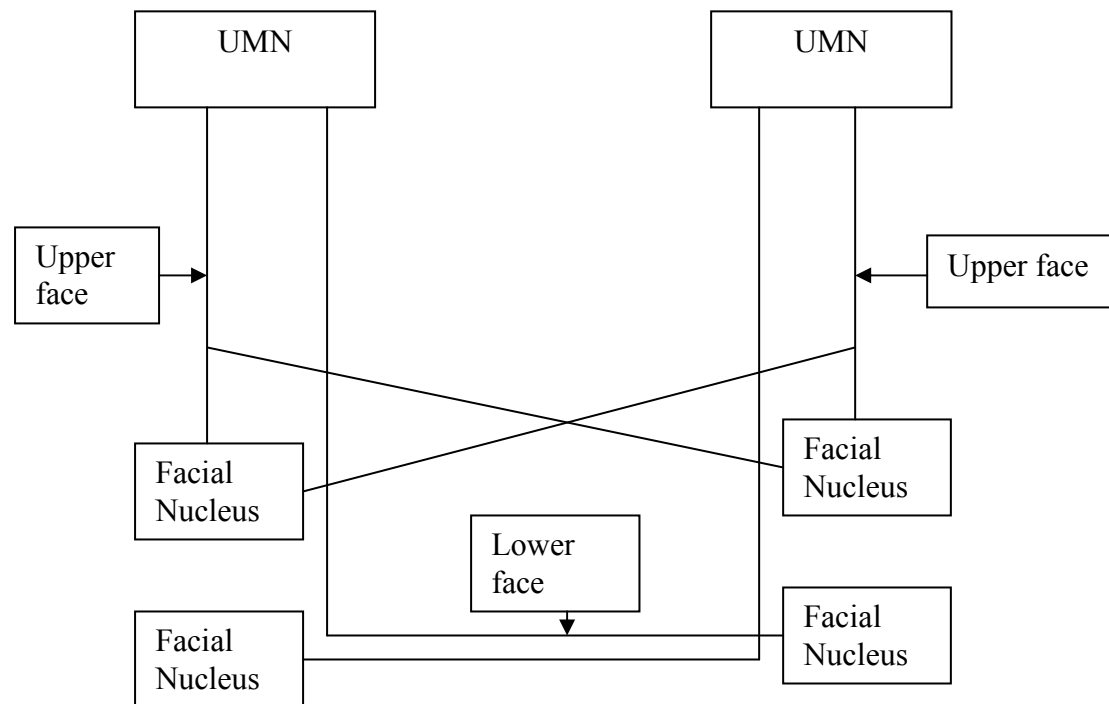 UMN
UMN
Upper
face
Upper face
Facial
Nucleus
Facial
Nucleus
Lower
face
Facial
Nucleus
Facial
Nucleus